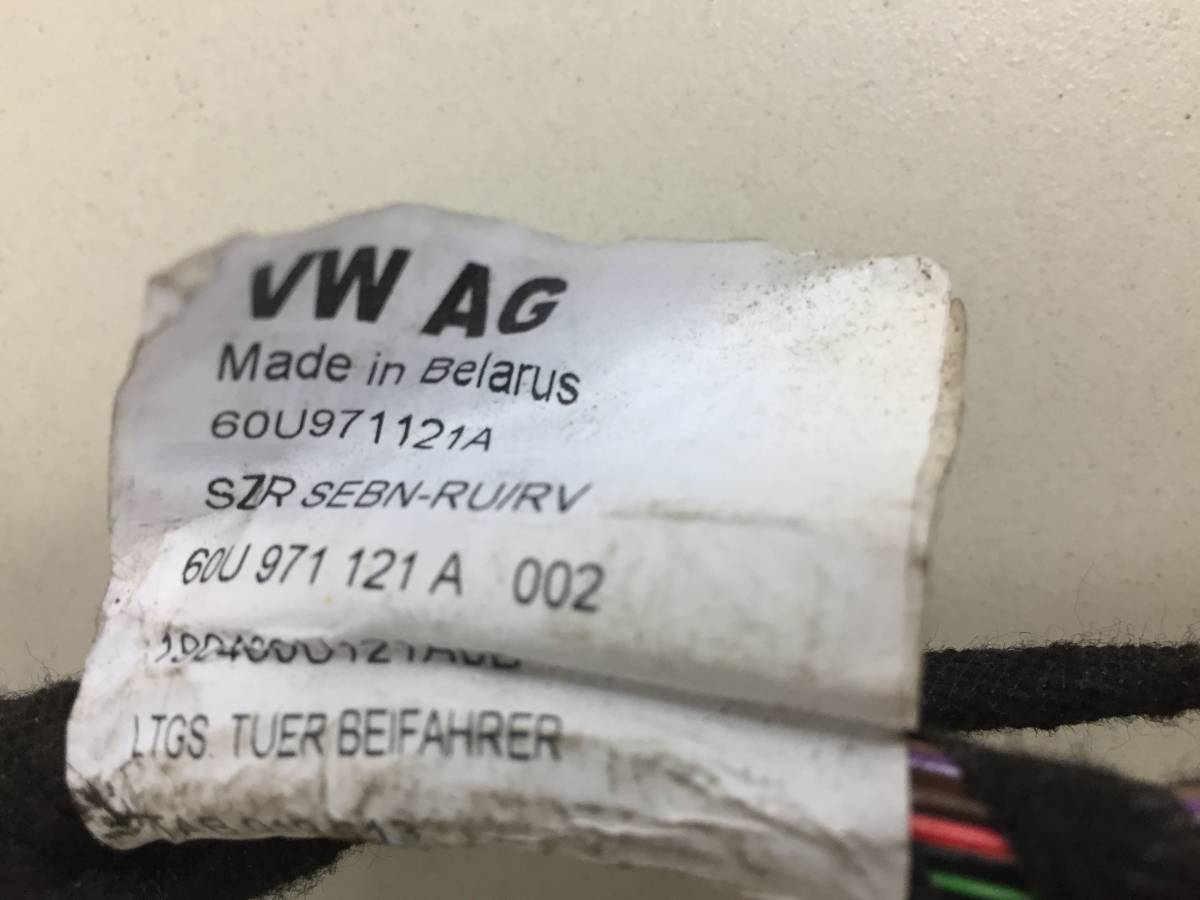 VW AG
Made in Belarus
60U971121A
SZR SEBN-RU/RV
60U 971 121 A 002
LTGS. TUER BEIFAHRER